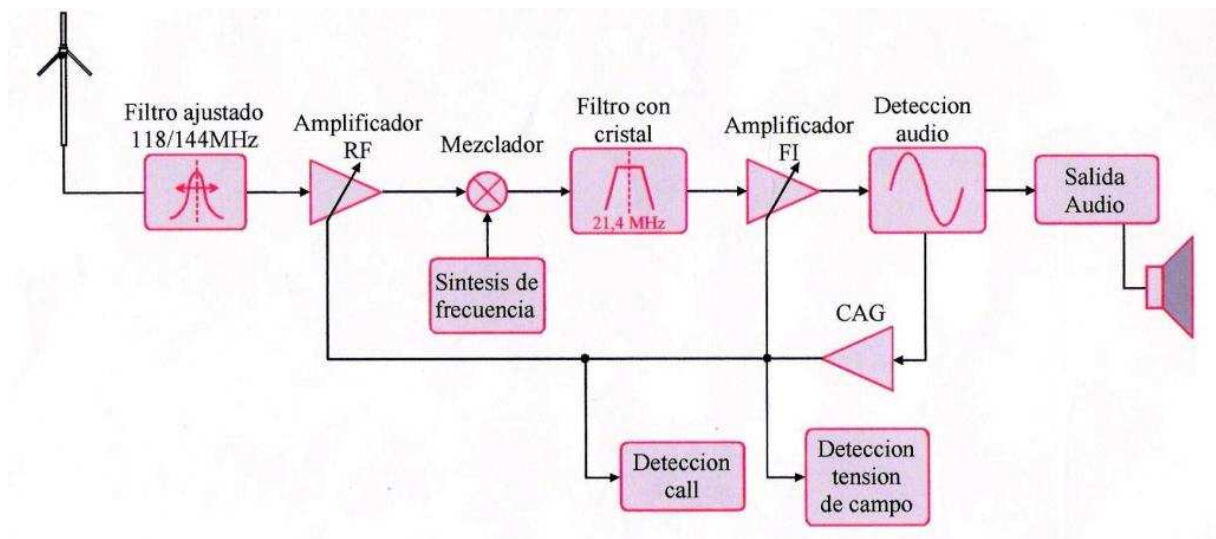 Filtro ajustado
118/144MHz
Amplificador
RF
Mezclador
Filtro con
cristal
21,4 MHz
Amplificador
FI
Deteccion
audio
Salida
Audio
Sintesis de
frecuencia
CAG
Deteccion
call
Deteccion
tension
de campo